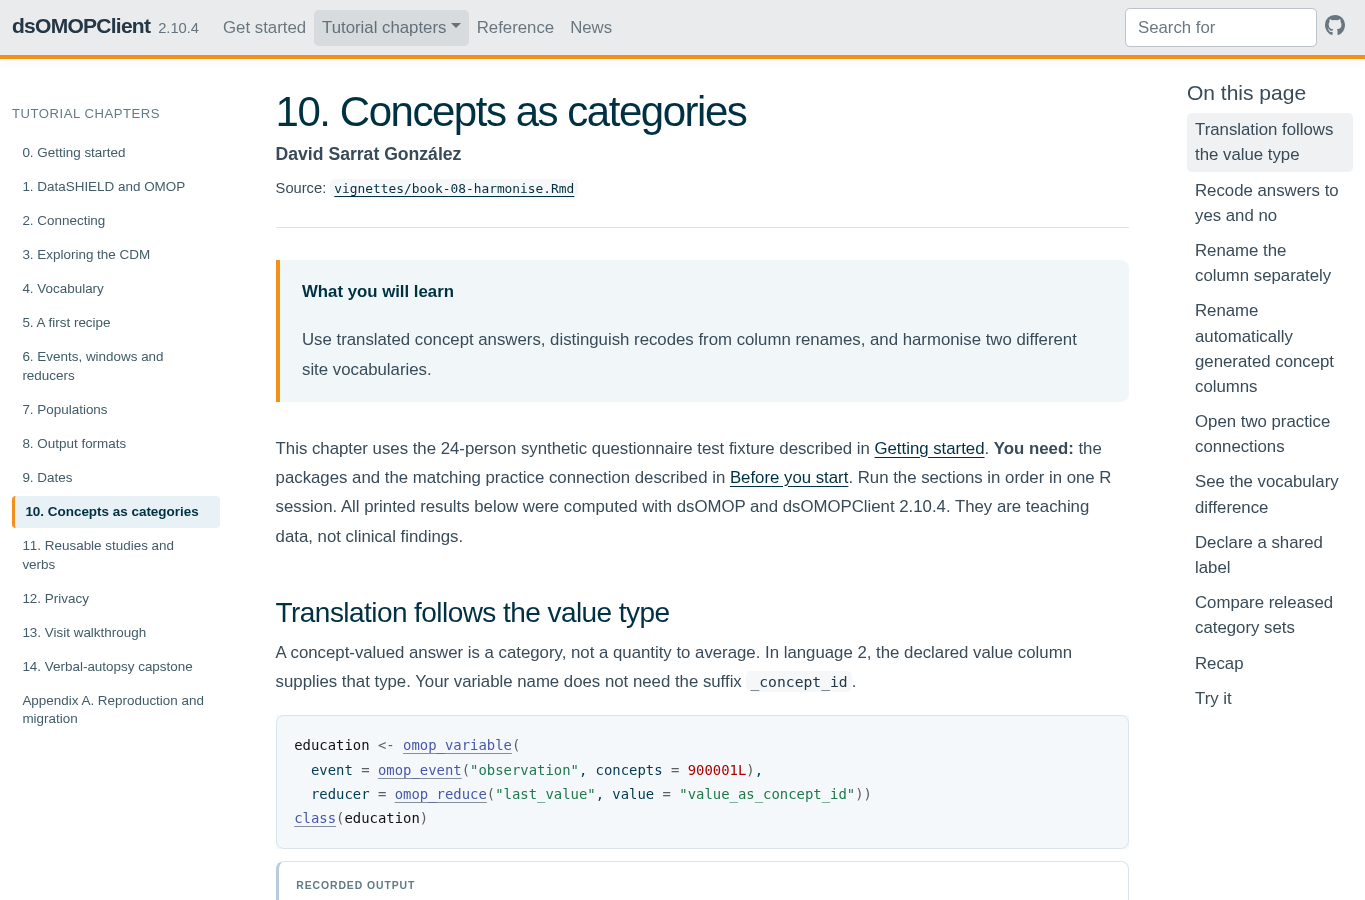 dsOMOPClient 2.10.4 Get started Tutorial chapters Reference News Search for
TUTORIAL CHAPTERS
0. Getting started
1. DataSHIELD and OMOP
2. Connecting
3. Exploring the CDM
4. Vocabulary
5. A first recipe
6. Events, windows and
reducers
7. Populations
8. Output formats
9. Dates
10. Concepts as categories
11. Reusable studies and
verbs
12. Privacy
13. Visit walkthrough
14. Verbal-autopsy capstone
Appendix A. Reproduction and
migration
10. Concepts as categories
David Sarrat González
Source: vignettes/book-08-harmonise.Rmd
What you will learn
Use translated concept answers, distinguish recodes from column renames, and harmonise two different
site vocabularies.
This chapter uses the 24-person synthetic questionnaire test fixture described in Getting started. You need: the
packages and the matching practice connection described in Before you start. Run the sections in order in one R
session. All printed results below were computed with dsOMOP and dsOMOPClient 2.10.4. They are teaching
data, not clinical findings.
Translation follows the value type
A concept-valued answer is a category, not a quantity to average. In language 2, the declared value column
supplies that type. Your variable name does not need the suffix _concept_id.
education <- omop_variable(
  event = omop_event("observation", concepts = 900001L),
  reducer = omop_reduce("last_value", value = "value_as_concept_id"))
class(education)
RECORDED OUTPUT
On this page
Translation follows
the value type
Recode answers to
yes and no
Rename the
column separately
Rename
automatically
generated concept
columns
Open two practice
connections
See the vocabulary
difference
Declare a shared
label
Compare released
category sets
Recap
Try it